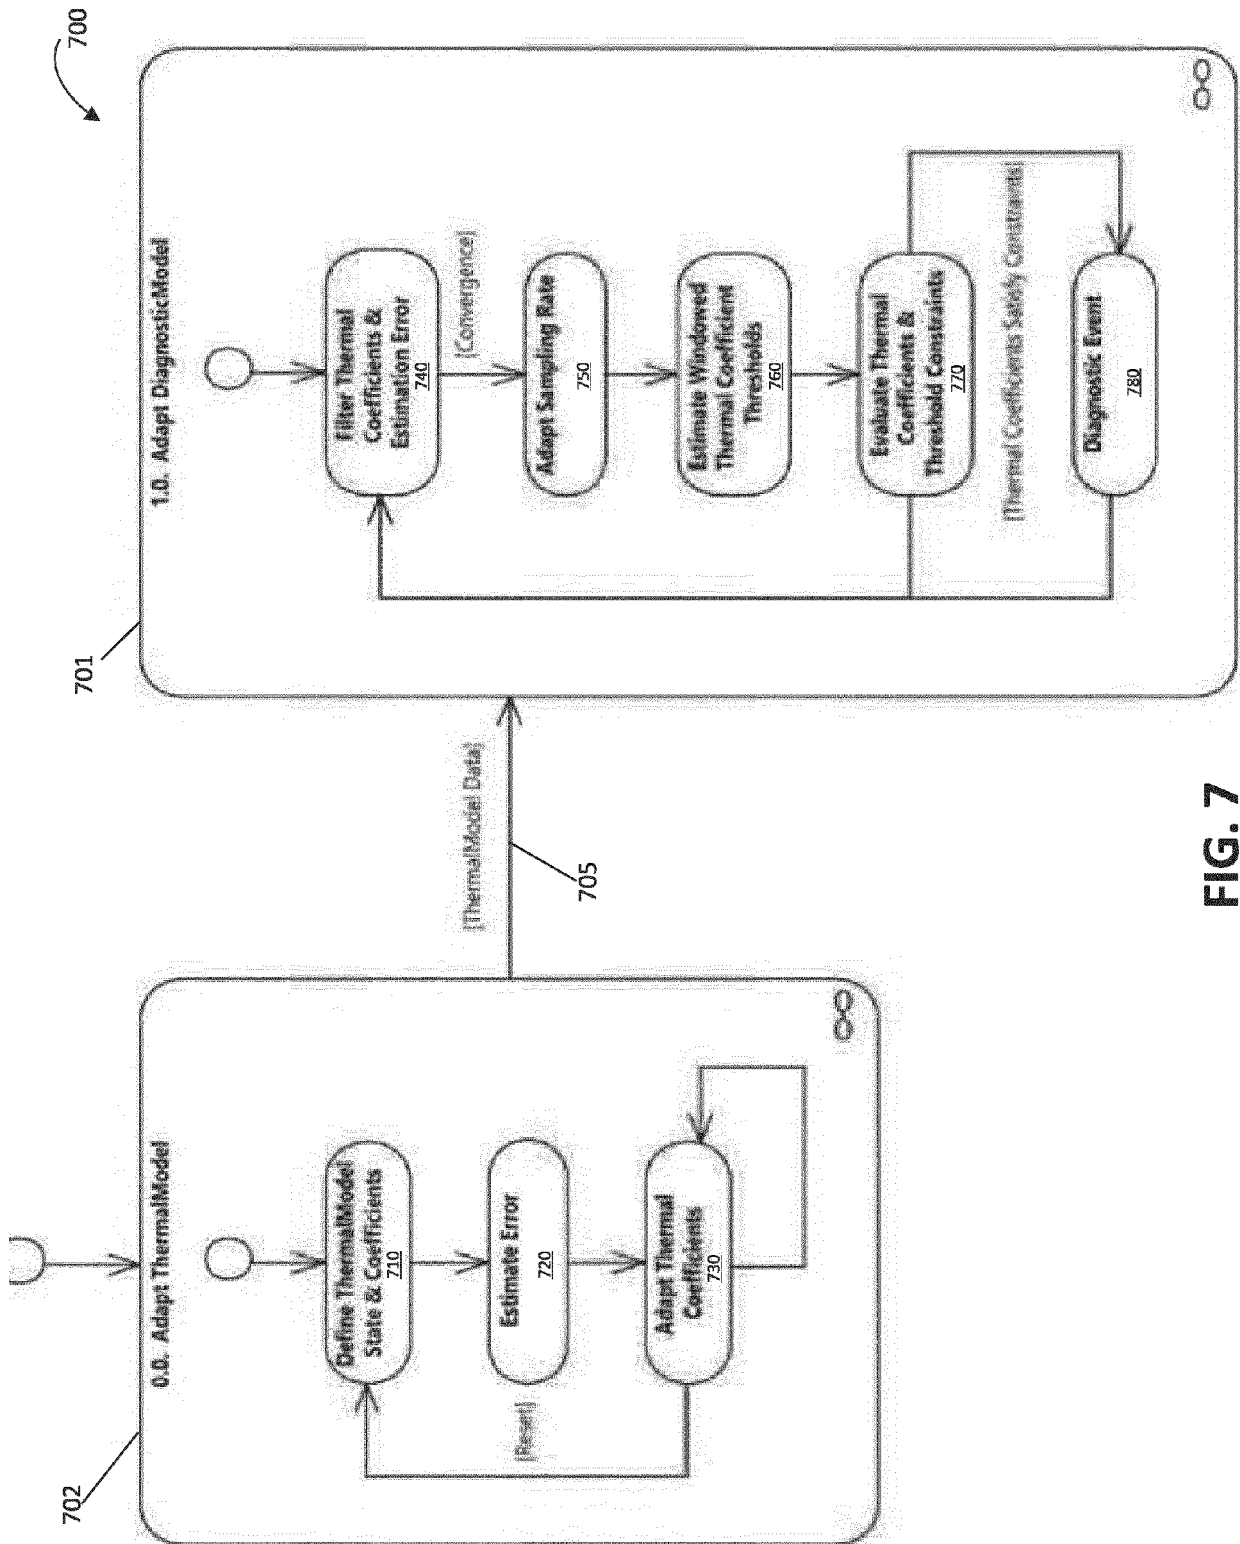 700
702
0.0. Adapt ThermalModel
Define ThermalModel
State & Coefficients
710
Estimate Error
720
[Reset]
Adapt Thermal
Coefficients
730
[ThermalModel Data]
705
701
1.0. Adapt DiagnosticModel
Filter Thermal
Coefficients &
Estimation Error
740
[Convergence]
Adapt Sampling Rate
750
Estimate Windowed
Thermal Coefficient
Thresholds
760
Evaluate Thermal
Coefficients &
Threshold Constraints
770
[Thermal Coefficients Satisfy Constraints]
Diagnostic Event
780
FIG. 7